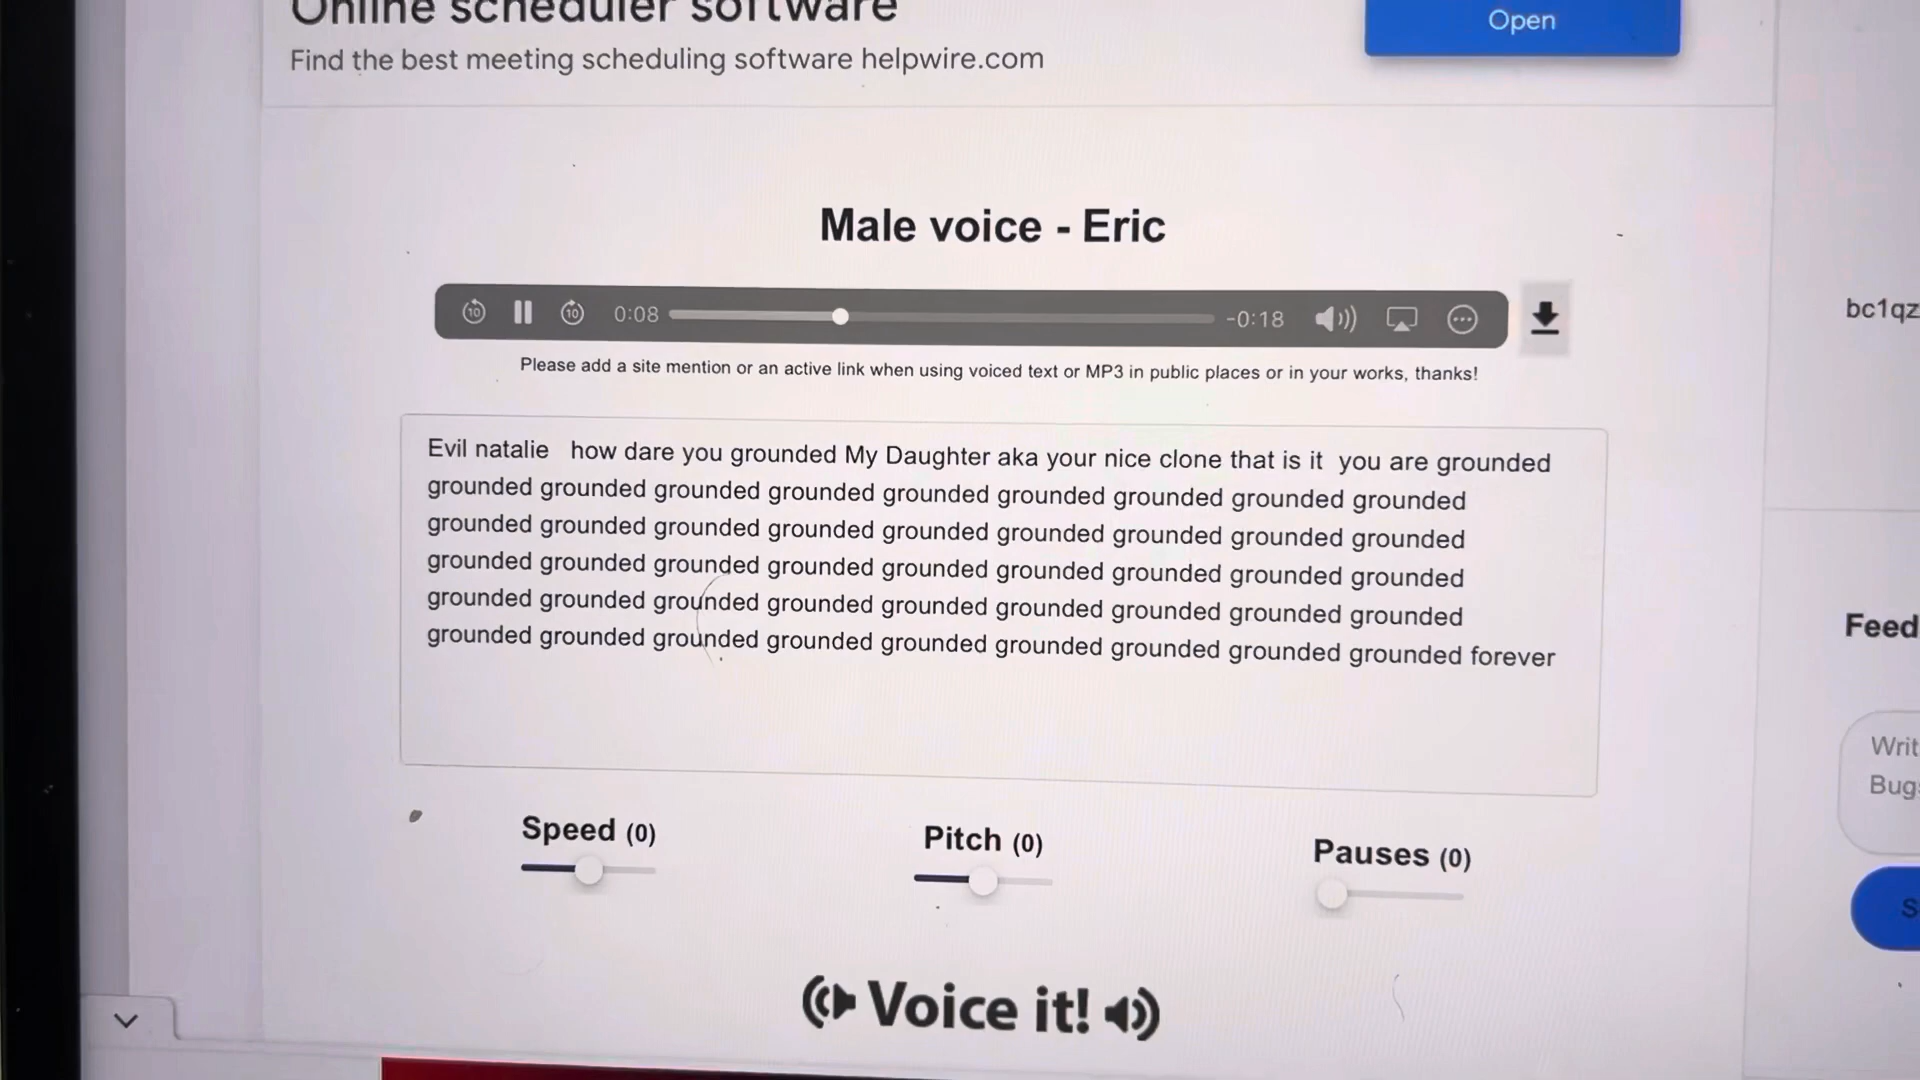 Online scheduler software
Find the best meeting scheduling software helpwire.com
Open
Male voice - Eric
10
10
0:08
-0:18
Please add a site mention or an active link when using voiced text or MP3 in public places or in your works, thanks!
bc1qz
Evil natalie   how dare you grounded My Daughter aka your nice clone that is it  you are grounded
grounded grounded grounded grounded grounded grounded grounded grounded grounded
grounded grounded grounded grounded grounded grounded grounded grounded grounded
grounded grounded grounded grounded grounded grounded grounded grounded grounded
grounded grounded grounded grounded grounded grounded grounded grounded grounded
grounded grounded grounded grounded grounded grounded grounded grounded grounded forever
Feed
Writ
Bug
Speed (0)
Pitch (0)
Pauses (0)
S
Voice it!